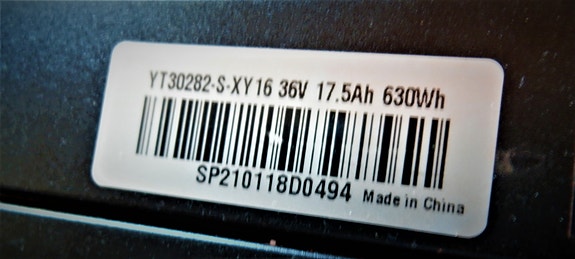 YT30282-S-XY16 36V 17.5Ah 630Wh
SP210118D0494 Made in China